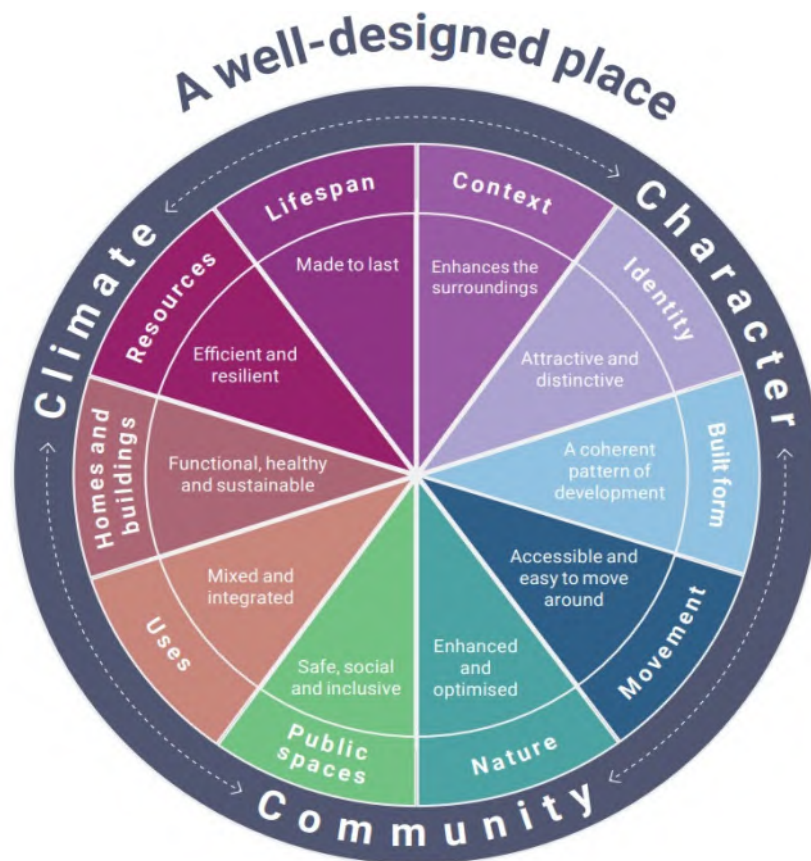 A well-designed place
Climate
Character
Community
Lifespan
Made to last
Context
Enhances the
surroundings
Identity
Attractive and
distinctive
Built form
A coherent
pattern of
development
Movement
Accessible and
easy to move
around
Nature
Enhanced
and
optimised
Public
spaces
Safe, social
and inclusive
Uses
Mixed and
integrated
Homes and
buildings
Functional, healthy
and sustainable
Resources
Efficient and
resilient